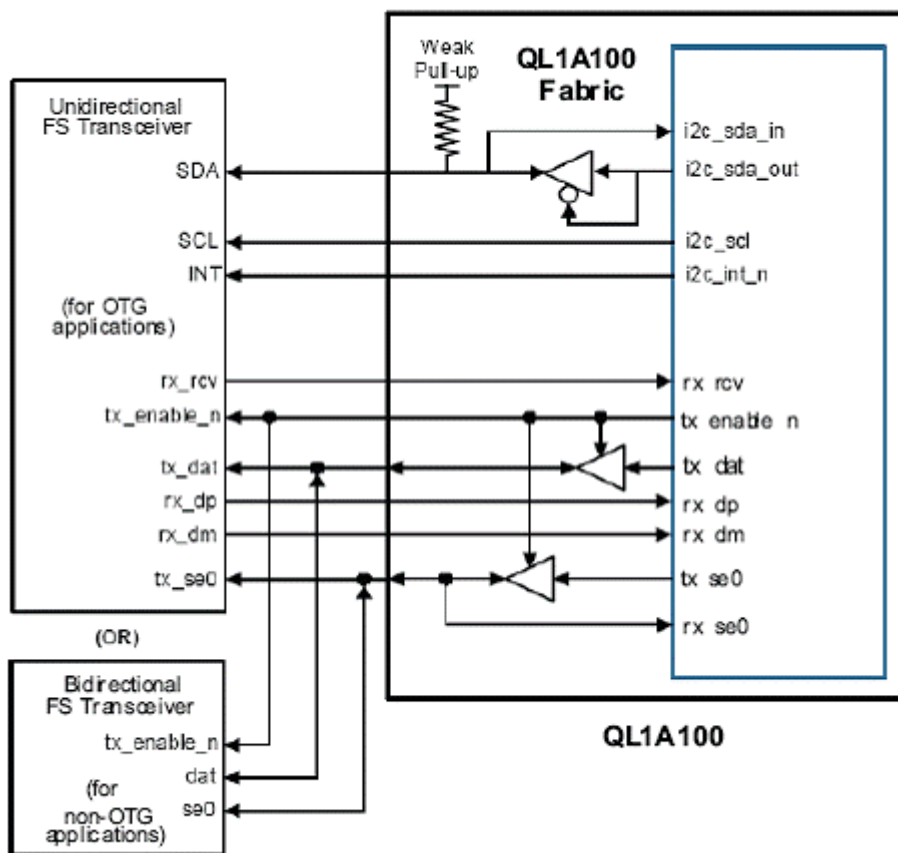 Weak
Pull-up
QL1A100
Fabric
Unidirectional
FS Transceiver
SDA
SCL
INT
(for OTG
applications)
rx_rcv
tx_enable_n
tx_dat
rx_dp
rx_dm
tx_se0
i2c_sda_in
i2c_sda_out
i2c_scl
i2c_int_n
rx rcv
tx enable n
tx dat
rx dp
rx dm
tx se0
rx se0
(OR)
Bidirectional
FS Transceiver
tx_enable_n
dat
se0
(for
non-OTG
applications)
QL1A100